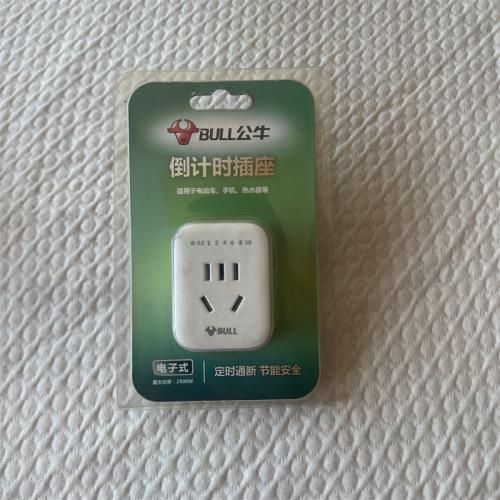 BULL公牛
倒计时插座
适用于电动车、手机、热水器等
0.5 1 2 4 6 8 10
BULL
电子式
最大功率：2500W
定时通断 节能安全